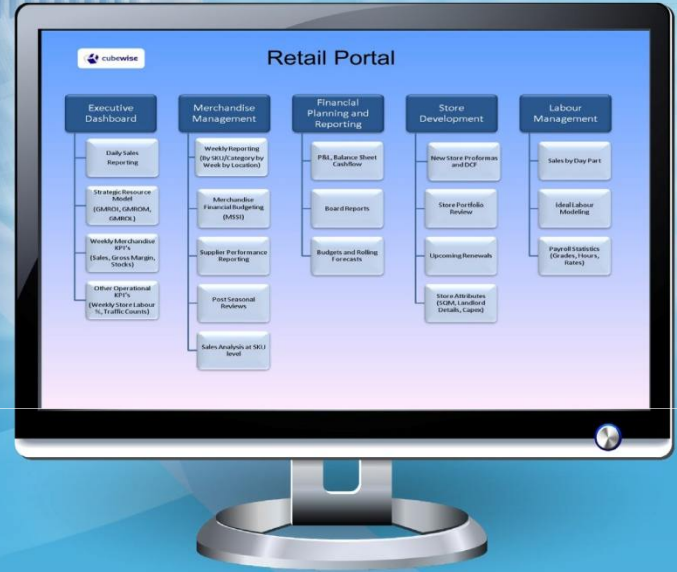 cubewise
Retail Portal
Executive
Dashboard
Daily Sales
Reporting
Strategic Resource
Model
(GMROI, GMROM,
GMROL)
Weekly Merchandise
KPI's
(Sales, Gross Margin,
Stocks)
Other Operational
KPI's
(Weekly Store Labour
%, Traffic Counts)
Merchandise
Management
Weekly Reporting
(By SKU/Category by
Week by Location)
Merchandise
Financial Budgeting
(MSSI)
Supplier Performance
Reporting
Post Seasonal
Reviews
Sales Analysis at SKU
level
Financial
Planning and
Reporting
P&L, Balance Sheet
Cashflow
Board Reports
Budgets and Rolling
Forecasts
Store
Development
New Store Proformas
and DCF
Store Portfolio
Review
Upcoming Renewals
Store Attributes
(SQM, Landlord
Details, Capex)
Labour
Management
Sales by Day Part
Ideal Labour
Modeling
Payroll Statistics
(Grades, Hours,
Rates)